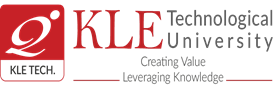 KLE TECH.
KLE Technological
University
Creating Value
Leveraging Knowledge